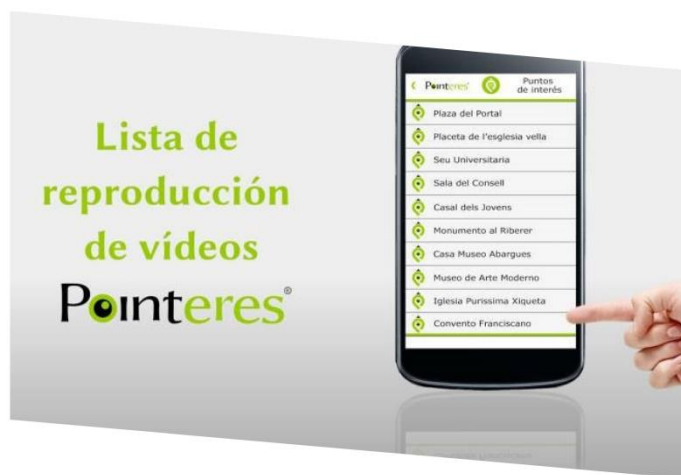 Lista de
reproducción
de vídeos
Pointeres®
Pointeres
Puntos
de interés
Plaza del Portal
Placeta de l'esglesia vella
Seu Universitaria
Sala del Consell
Casal dels Jovens
Monumento al Riberer
Casa Museo Abargues
Museo de Arte Moderno
Iglesia Purissima Xiqueta
Convento Franciscano